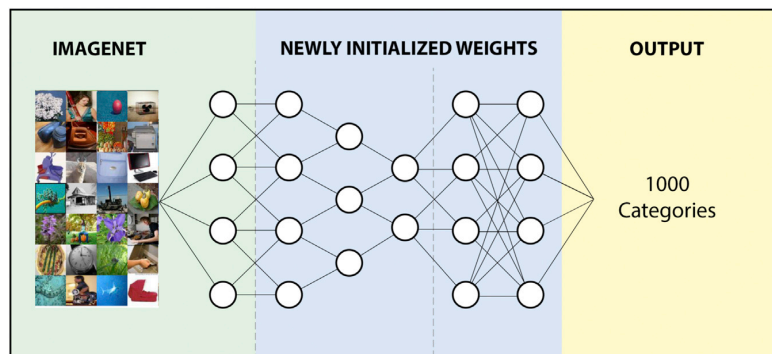 IMAGENET
NEWLY INITIALIZED WEIGHTS
OUTPUT
1000
Categories